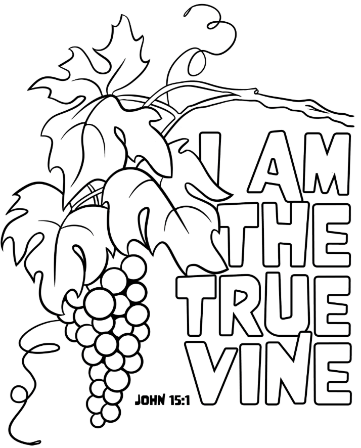 I AM
THE
TRUE
VINE
JOHN 15:1